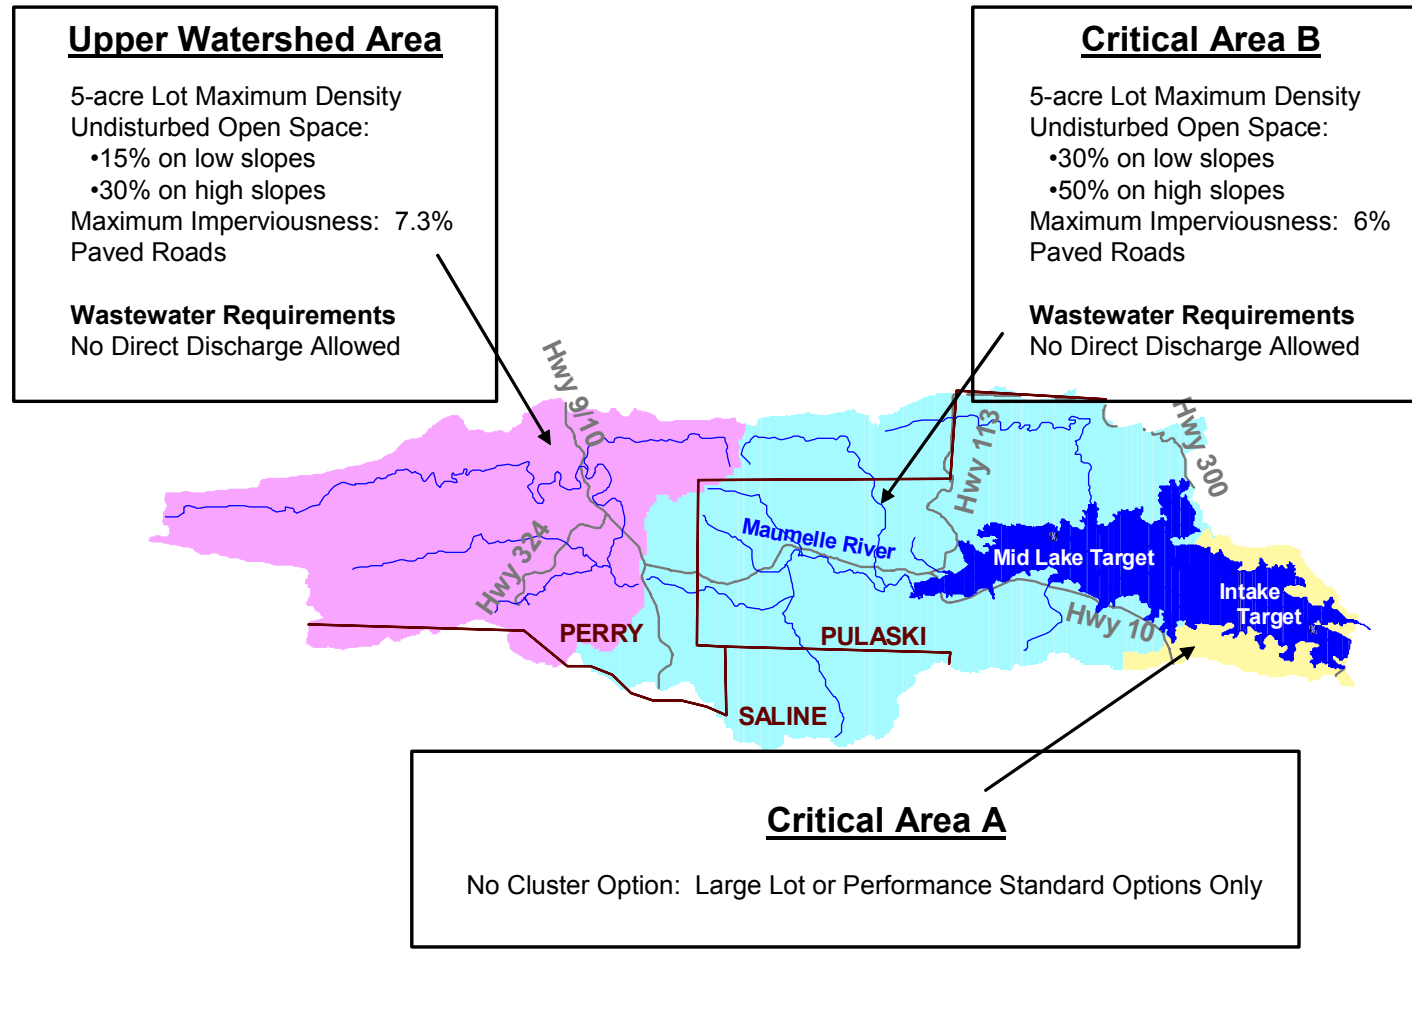 Upper Watershed Area
5-acre Lot Maximum Density
Undisturbed Open Space:
•15% on low slopes
•30% on high slopes
Maximum Imperviousness:  7.3%
Paved Roads
Wastewater Requirements
No Direct Discharge Allowed
Critical Area B
5-acre Lot Maximum Density
Undisturbed Open Space:
•30% on low slopes
•50% on high slopes
Maximum Imperviousness:  6%
Paved Roads
Wastewater Requirements
No Direct Discharge Allowed
Hwy 9/10
Hwy 113
Hwy 300
Hwy 324
Maumelle River
Mid Lake Target
Intake
Target
Hwy 10
PERRY
PULASKI
SALINE
Critical Area A
No Cluster Option:  Large Lot or Performance Standard Options Only